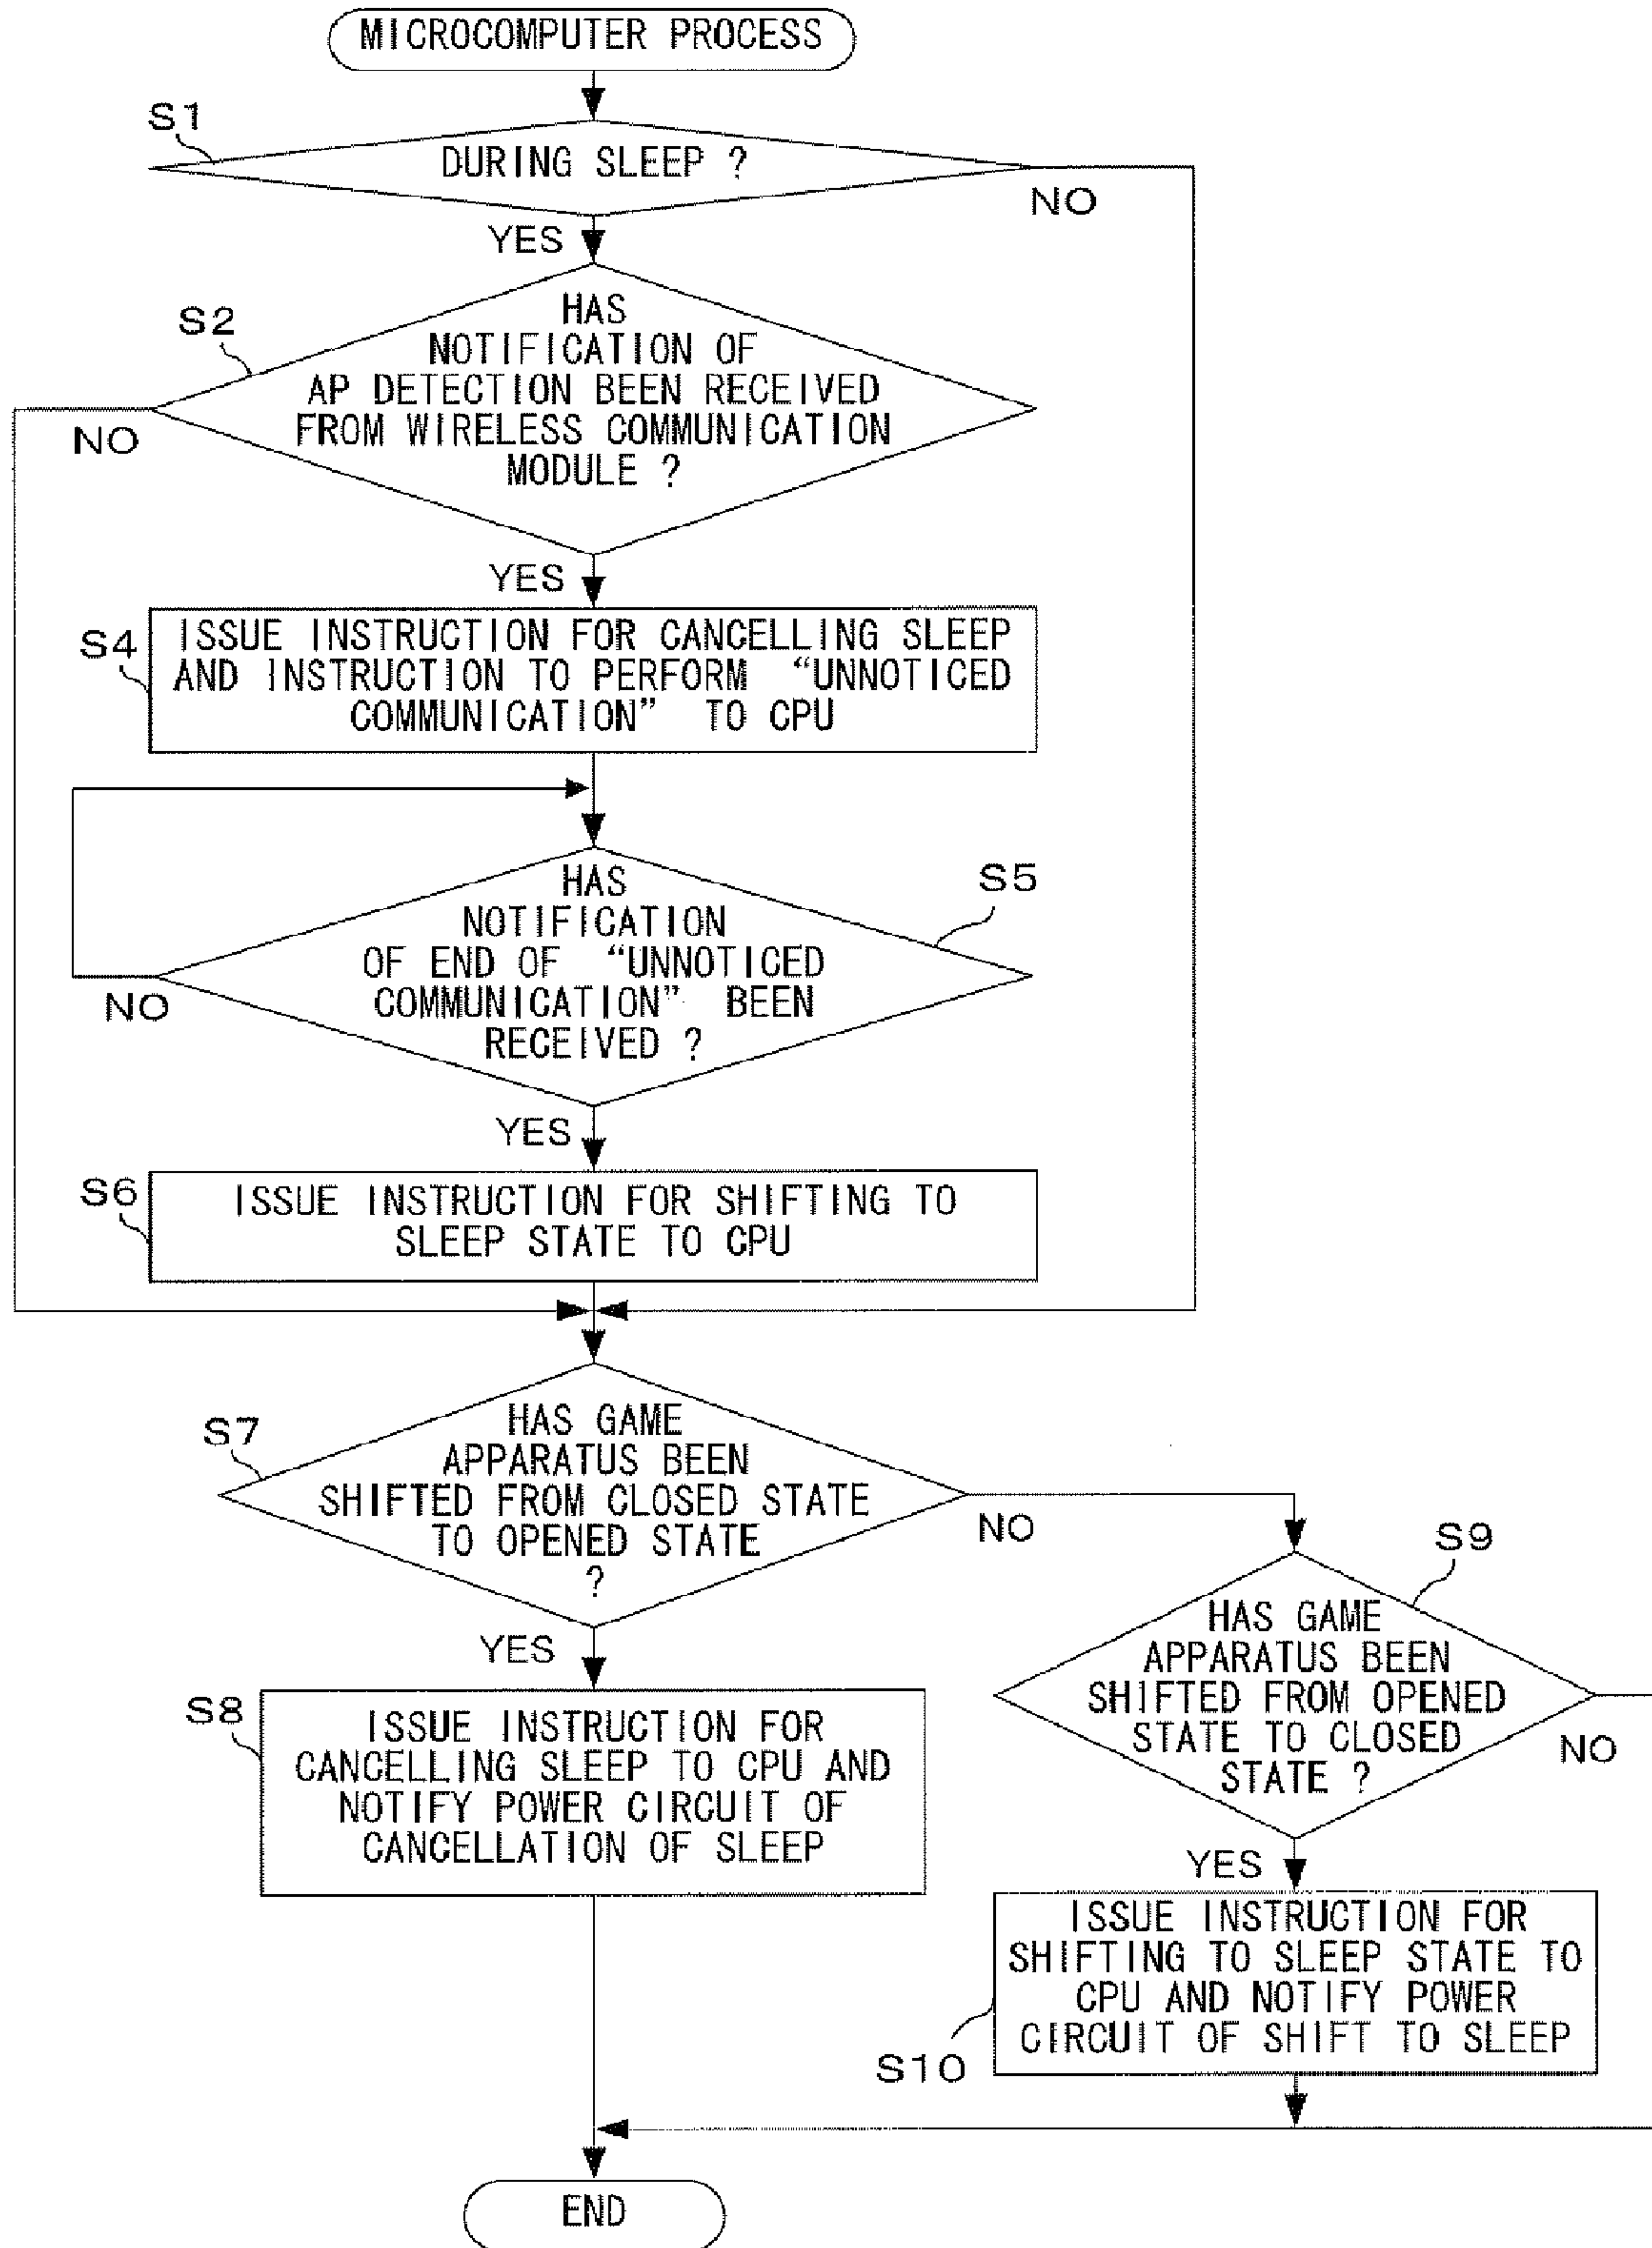 MICROCOMPUTER PROCESS
S1
DURING SLEEP ?
NO
YES
S2
HAS
NOTIFICATION OF
AP DETECTION BEEN RECEIVED
FROM WIRELESS COMMUNICATION
MODULE ?
NO
YES
S4
ISSUE INSTRUCTION FOR CANCELLING SLEEP
AND INSTRUCTION TO PERFORM “UNNOTICED
COMMUNICATION” TO CPU
S5
HAS
NOTIFICATION
OF END OF “UNNOTICED
COMMUNICATION” BEEN
RECEIVED ?
NO
YES
S6
ISSUE INSTRUCTION FOR SHIFTING TO
SLEEP STATE TO CPU
S7
HAS GAME
APPARATUS BEEN
SHIFTED FROM CLOSED STATE
TO OPENED STATE
?
NO
YES
S8
ISSUE INSTRUCTION FOR
CANCELLING SLEEP TO CPU AND
NOTIFY POWER CIRCUIT OF
CANCELLATION OF SLEEP
S9
HAS GAME
APPARATUS BEEN
SHIFTED FROM OPENED
STATE TO CLOSED
STATE ?
NO
YES
S10
ISSUE INSTRUCTION FOR
SHIFTING TO SLEEP STATE TO
CPU AND NOTIFY POWER
CIRCUIT OF SHIFT TO SLEEP
END